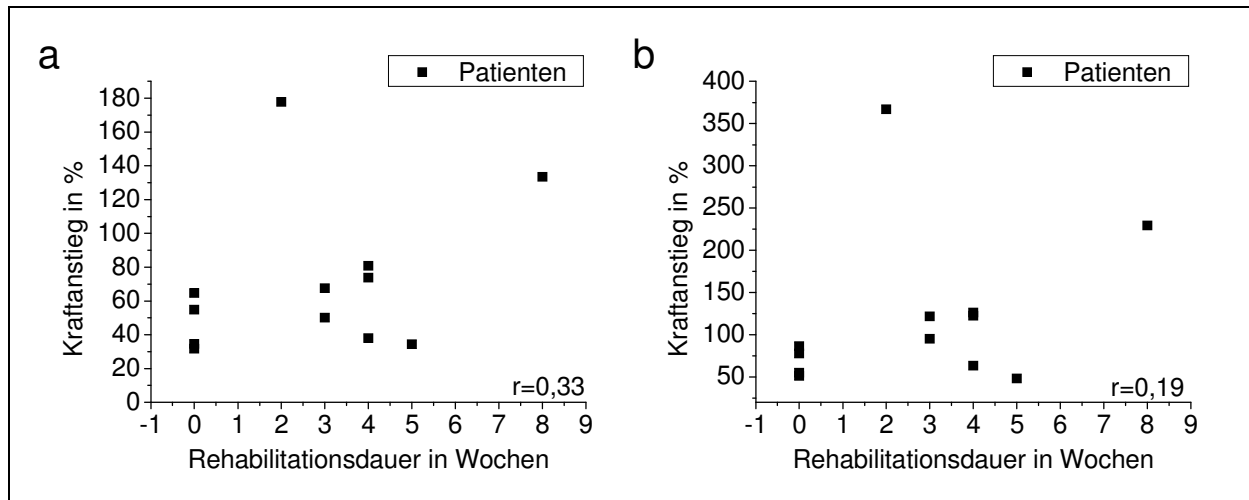 a
Patienten
180
160
140
120
100
80
60
40
20
0
Kraftanstieg in %
r=0,33
-1 0 1 2 3 4 5 6 7 8 9
Rehabilitationsdauer in Wochen
b
Patienten
400
350
300
250
200
150
100
50
Kraftanstieg in %
r=0,19
-1 0 1 2 3 4 5 6 7 8 9
Rehabilitationsdauer in Wochen